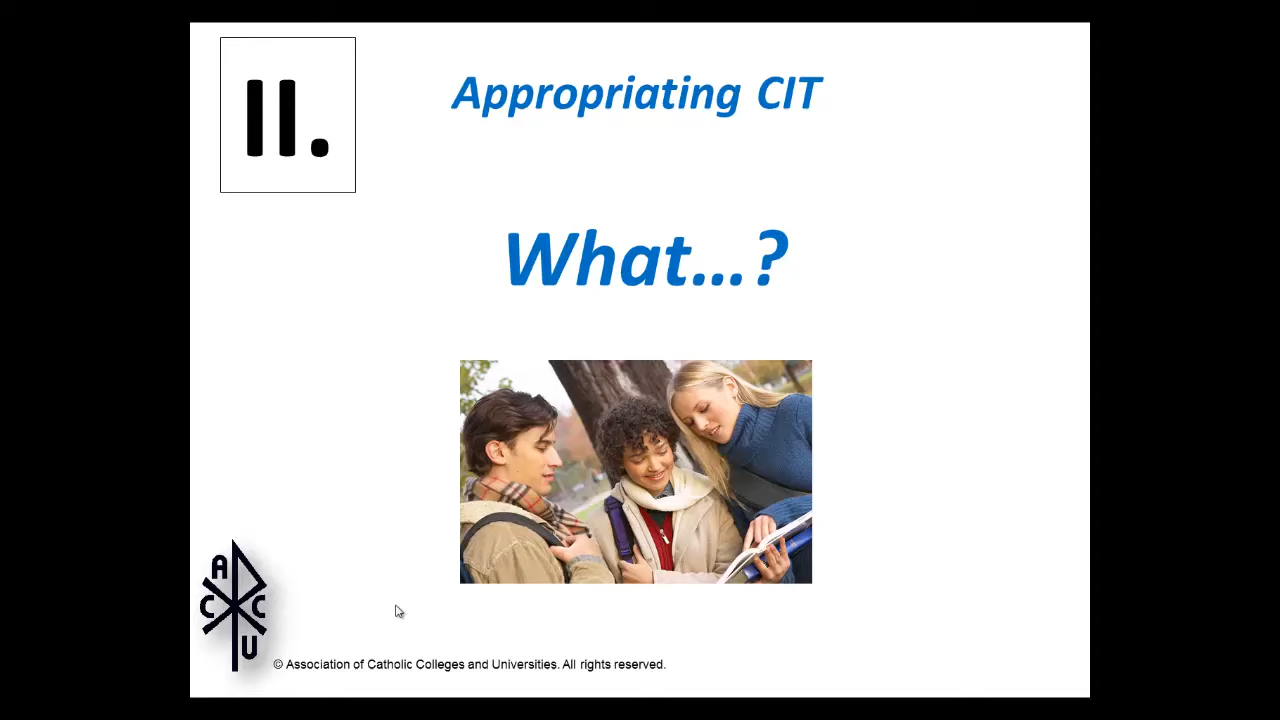 II.
Appropriating CIT
What...?
A
C C
U
© Association of Catholic Colleges and Universities. All rights reserved.